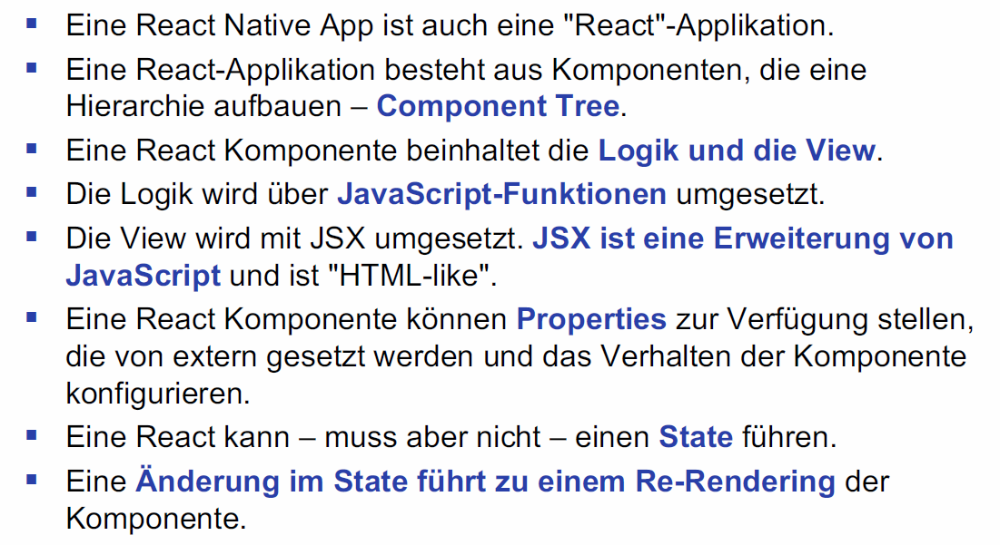 ▪ Eine React Native App ist auch eine "React"-Applikation.
▪ Eine React-Applikation besteht aus Komponenten, die eine
Hierarchie aufbauen – Component Tree.
▪ Eine React Komponente beinhaltet die Logik und die View.
▪ Die Logik wird über JavaScript-Funktionen umgesetzt.
▪ Die View wird mit JSX umgesetzt. JSX ist eine Erweiterung von
JavaScript und ist "HTML-like".
▪ Eine React Komponente können Properties zur Verfügung stellen,
die von extern gesetzt werden und das Verhalten der Komponente
konfigurieren.
▪ Eine React kann – muss aber nicht – einen State führen.
▪ Eine Änderung im State führt zu einem Re-Rendering der
Komponente.